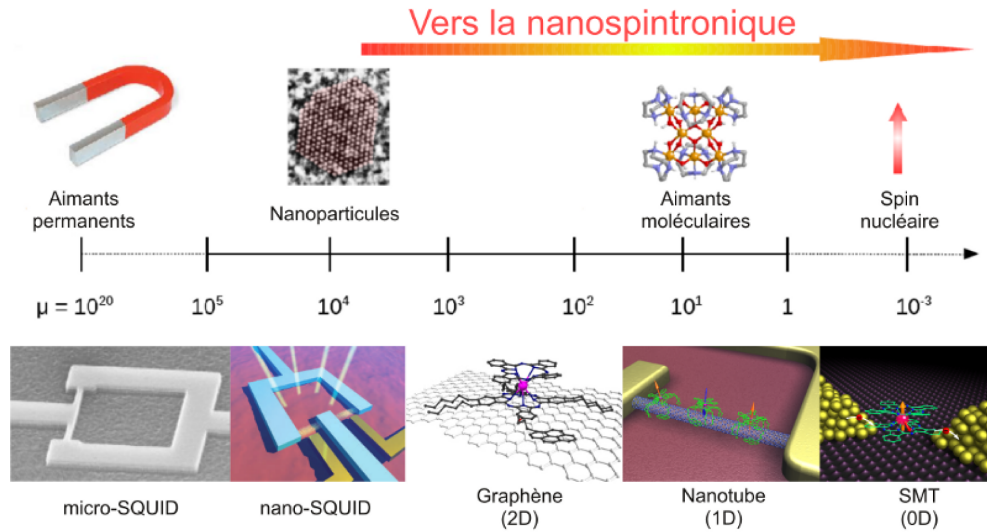 Vers la nanospintronique
Aimants
permanents
Nanoparticules
Aimants
moléculaires
Spin
nucléaire
µ = 10²⁰
10⁵
10⁴
10³
10²
10¹
1
10⁻³
micro-SQUID
nano-SQUID
Graphène
(2D)
Nanotube
(1D)
SMT
(0D)